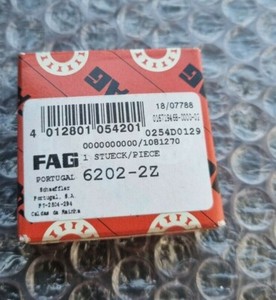 FAG
18/07788
4 012801 054201
0254D0129
0000000000/1081270
FAG 1 STUECK/PIECE
PORTUGAL 6202-2Z
Schaeffler
Portugal, S.A.
Caldas da Rainha